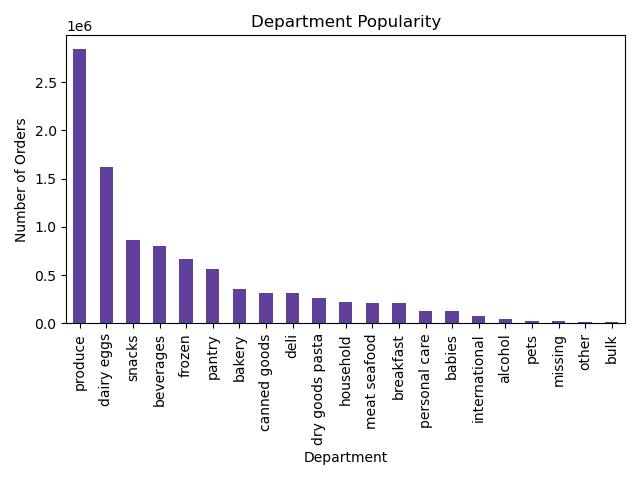 Department Popularity
1e6
Number of Orders
2.5
2.0
1.5
1.0
0.5
0.0
produce
dairy eggs
snacks
beverages
frozen
pantry
bakery
canned goods
deli
dry goods pasta
household
meat seafood
breakfast
personal care
babies
international
alcohol
pets
missing
other
bulk
Department